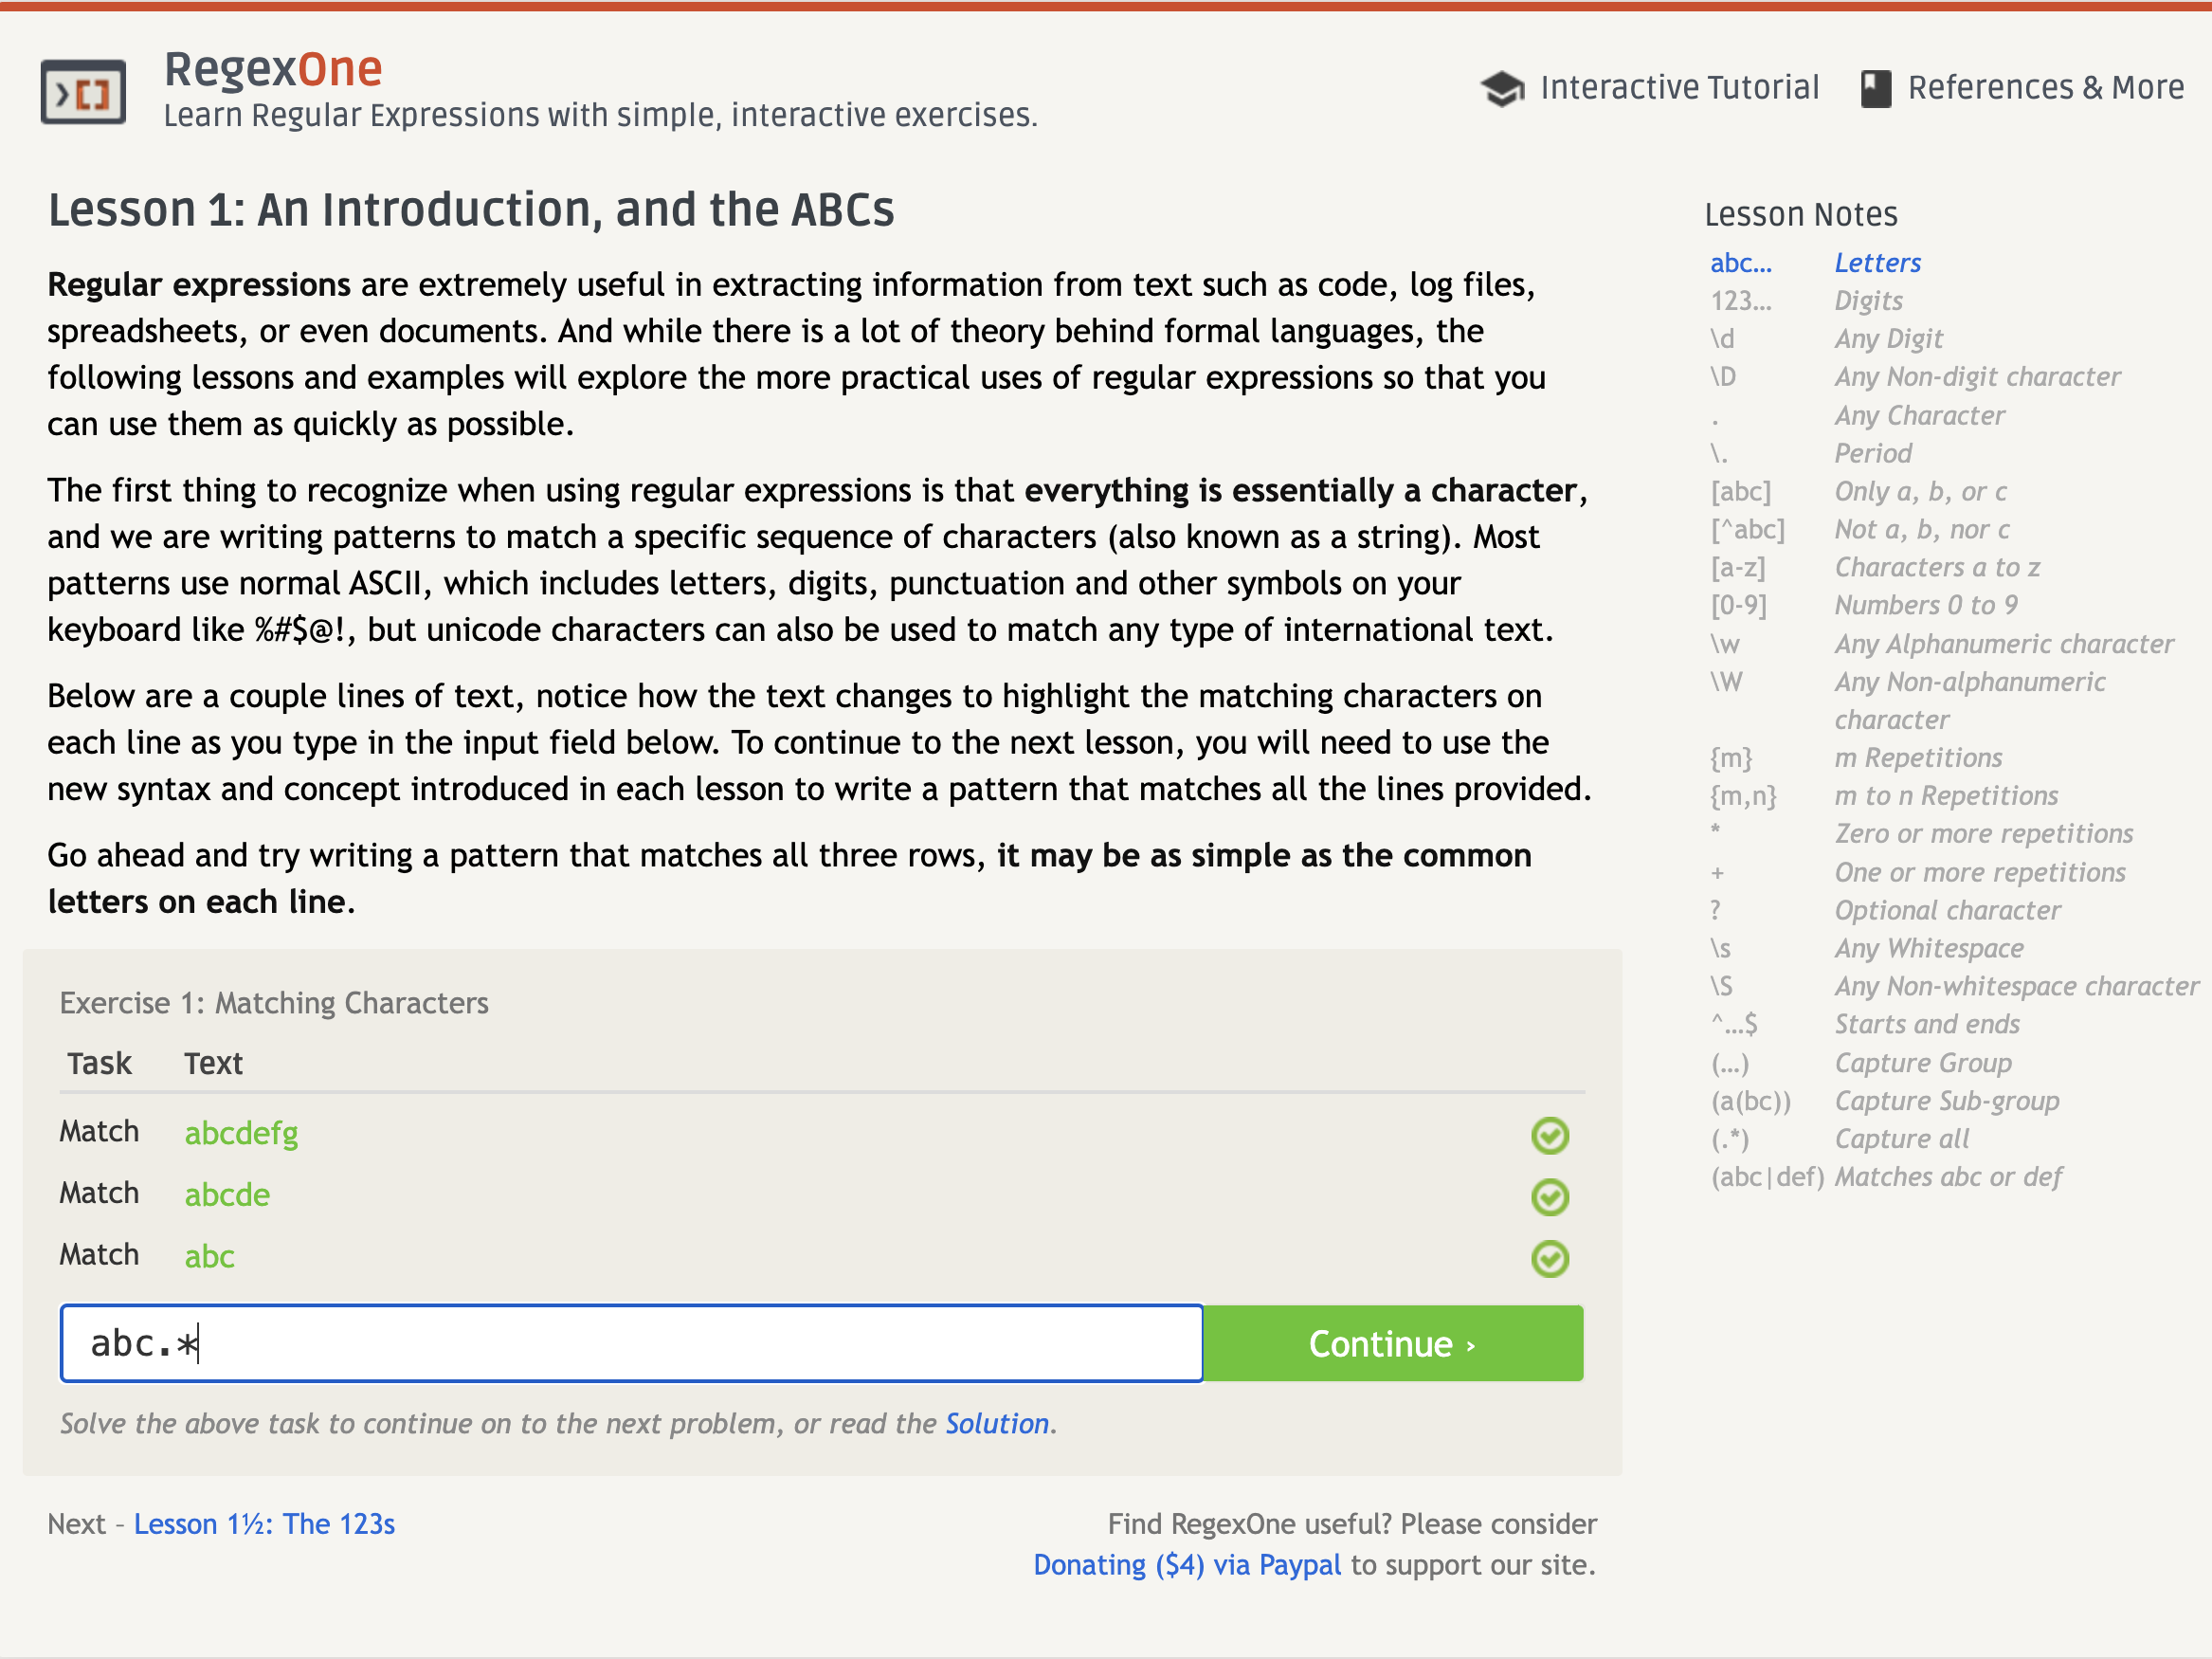 RegexOne
Learn Regular Expressions with simple, interactive exercises.
Interactive Tutorial
References & More
Lesson 1: An Introduction, and the ABCs
Regular expressions are extremely useful in extracting information from text such as code, log files,
spreadsheets, or even documents. And while there is a lot of theory behind formal languages, the
following lessons and examples will explore the more practical uses of regular expressions so that you
can use them as quickly as possible.
The first thing to recognize when using regular expressions is that everything is essentially a character,
and we are writing patterns to match a specific sequence of characters (also known as a string). Most
patterns use normal ASCII, which includes letters, digits, punctuation and other symbols on your
keyboard like %#$@!, but unicode characters can also be used to match any type of international text.
Below are a couple lines of text, notice how the text changes to highlight the matching characters on
each line as you type in the input field below. To continue to the next lesson, you will need to use the
new syntax and concept introduced in each lesson to write a pattern that matches all the lines provided.
Go ahead and try writing a pattern that matches all three rows, it may be as simple as the common
letters on each line.
Exercise 1: Matching Characters
Task Text
Match abcdefg
Match abcde
Match abc
abc.*
Continue ›
Solve the above task to continue on to the next problem, or read the Solution.
Next – Lesson 1½: The 123s
Find RegexOne useful? Please consider
Donating ($4) via Paypal to support our site.
Lesson Notes
abc… Letters
123… Digits
\d Any Digit
\D Any Non-digit character
. Any Character
\. Period
[abc] Only a, b, or c
[^abc] Not a, b, nor c
[a-z] Characters a to z
[0-9] Numbers 0 to 9
\w Any Alphanumeric character
\W Any Non-alphanumeric
character
{m} m Repetitions
{m,n} m to n Repetitions
* Zero or more repetitions
+ One or more repetitions
? Optional character
\s Any Whitespace
\S Any Non-whitespace character
^…$ Starts and ends
(…) Capture Group
(a(bc)) Capture Sub-group
(.*) Capture all
(abc|def) Matches abc or def